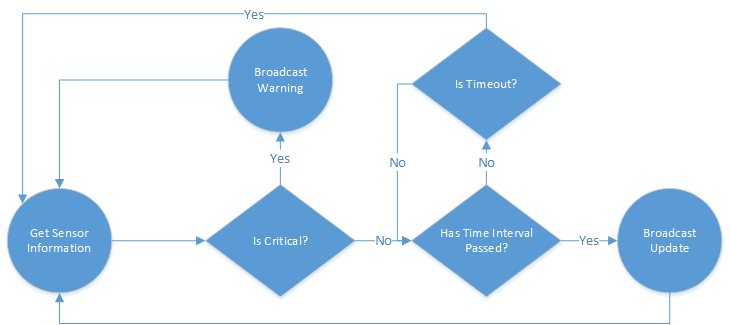 Yes
Broadcast
Warning
Is Timeout?
Yes
No
No
Get Sensor
Information
Is Critical?
No
Has Time Interval
Passed?
Yes
Broadcast
Update